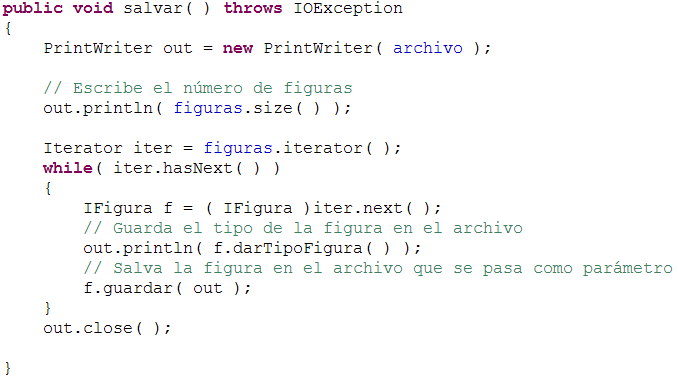 public void salvar( ) throws IOException
{
    PrintWriter out = new PrintWriter( archivo );

    // Escribe el número de figuras
    out.println( figuras.size( ) );

    Iterator iter = figuras.iterator( );
    while( iter.hasNext( ) )
    {
        IFigura f = ( IFigura )iter.next( );
        // Guarda el tipo de la figura en el archivo
        out.println( f.darTipoFigura( ) );
        // Salva la figura en el archivo que se pasa como parámetro
        f.guardar( out );
    }
    out.close( );

}